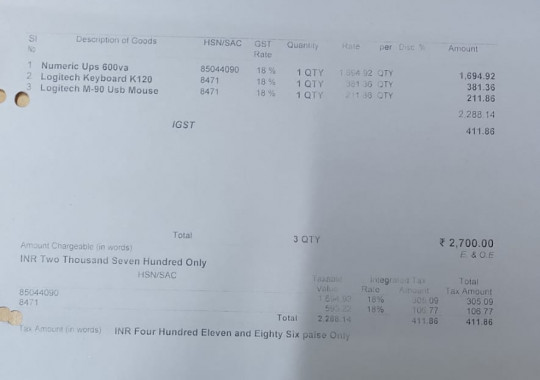 Sl Description of Goods HSN/SAC GST Quantity Rate per Disc. % Amount
No Rate
1 Numeric Ups 600va 85044090 18 % 1 QTY 1,694.92 QTY 1,694.92
2 Logitech Keyboard K120 8471 18 % 1 QTY 381.36 QTY 381.36
3 Logitech M-90 Usb Mouse 8471 18 % 1 QTY 211.86 QTY 211.86
2,288.14
IGST 411.86
Total 3 QTY ₹ 2,700.00
Amount Chargeable (in words) E. & O.E
INR Two Thousand Seven Hundred Only
HSN/SAC Taxable Integrated Tax Total
Value Rate Amount Tax Amount
85044090 1,694.92 18% 305.09 305.09
8471 593.22 18% 106.77 106.77
Total 2,288.14 411.86 411.86
Tax Amount (in words) INR Four Hundred Eleven and Eighty Six paise Only